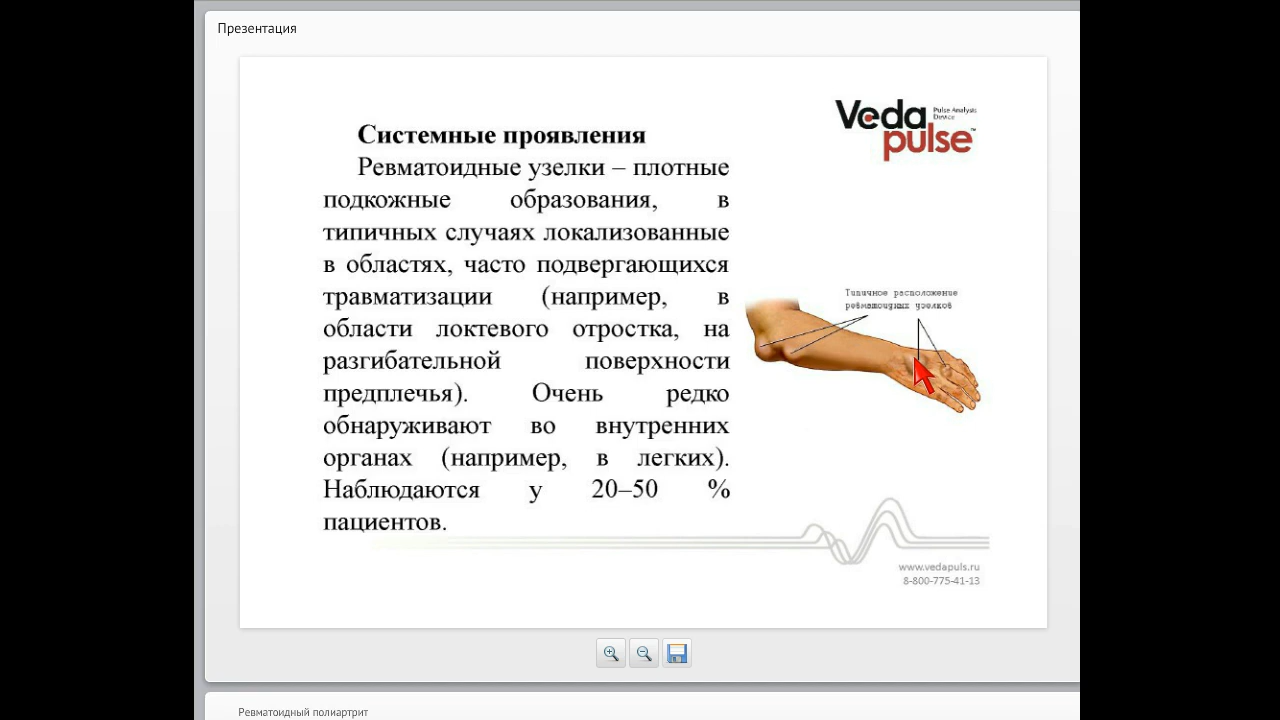 Презентация
Veda
pulse
Pulse Analysis
Device
™
Системные проявления
Ревматоидные узелки – плотные
подкожные образования, в
типичных случаях локализованные
в областях, часто подвергающихся
травматизации (например, в
области локтевого отростка, на
разгибательной поверхности
предплечья). Очень редко
обнаруживают во внутренних
органах (например, в легких).
Наблюдаются у 20–50 %
пациентов.
Типичное расположение
ревматоидных узелков
www.vedapuls.ru
8-800-775-41-13
Ревматоидный полиартрит